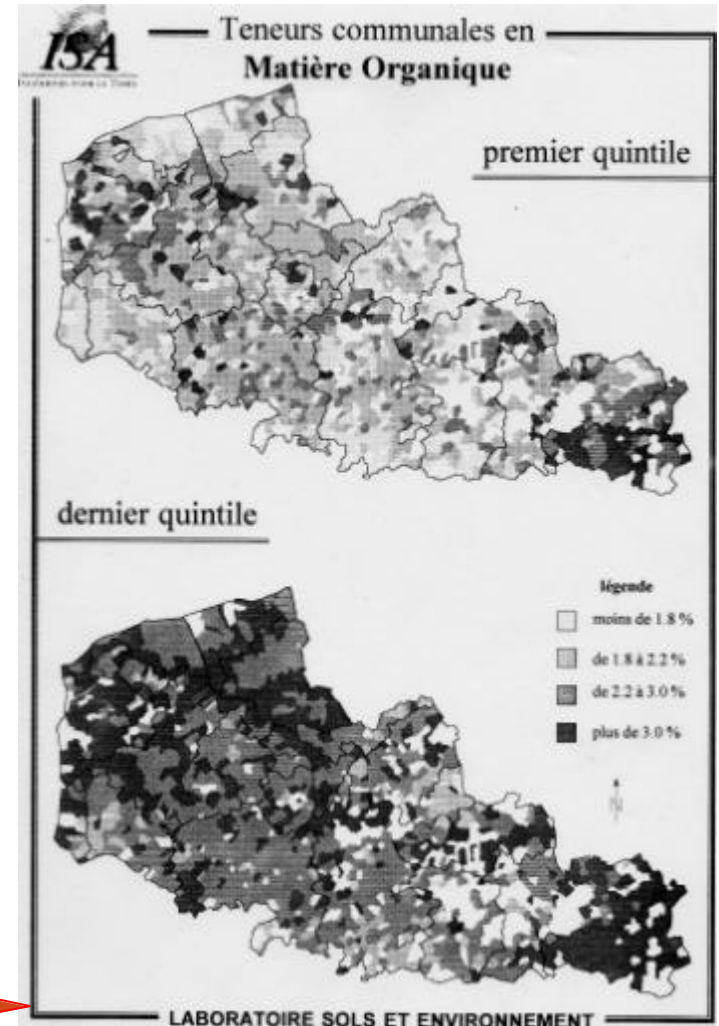 ISA
Teneurs communales en
Matière Organique
premier quintile
dernier quintile
légende
moins de 1.8 %
de 1.8 à 2.2 %
de 2.2 à 3.0 %
plus de 3.0 %
N
LABORATOIRE SOLS ET ENVIRONNEMENT